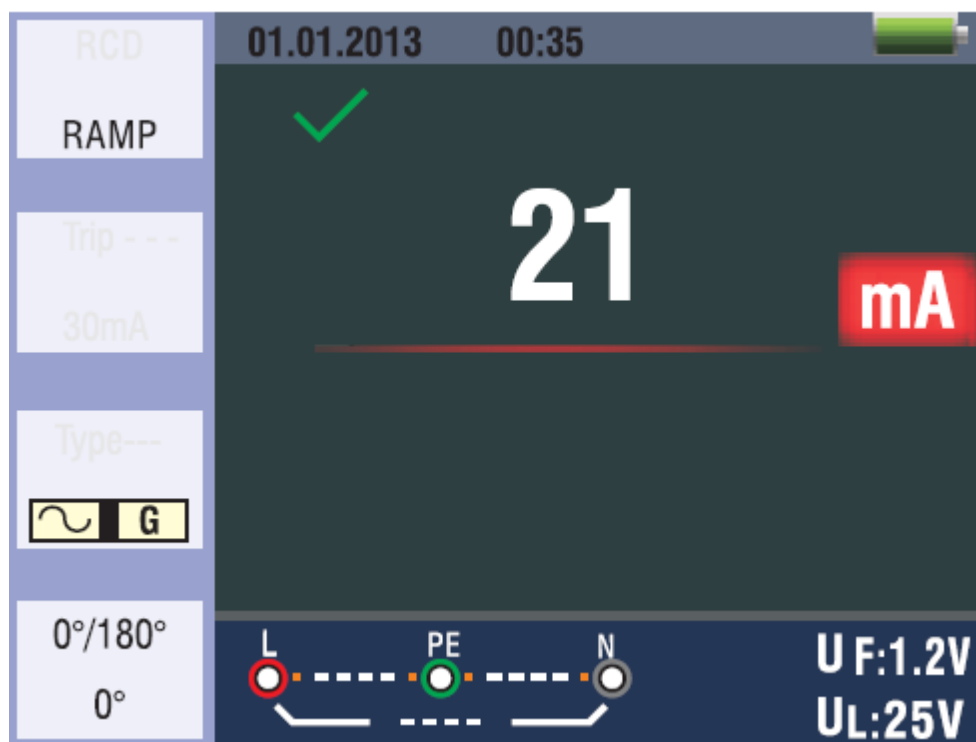 RCD
RAMP
Trip - - -
30mA
Type---
G
0°/180°
0°
01.01.2013 00:35
21
mA
L PE N
UF:1.2V
UL:25V